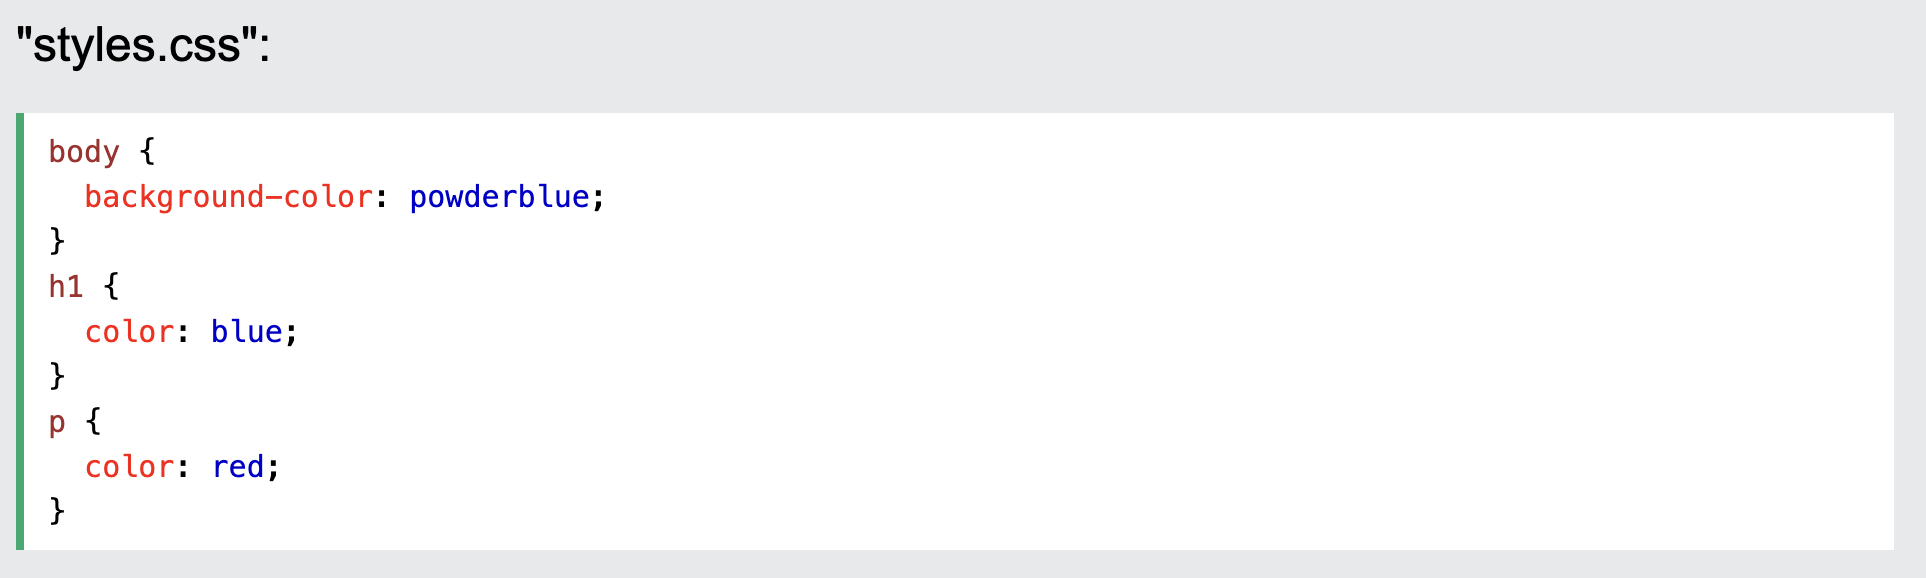 "styles.css":
body {
  background-color: powderblue;
}
h1 {
  color: blue;
}
p {
  color: red;
}